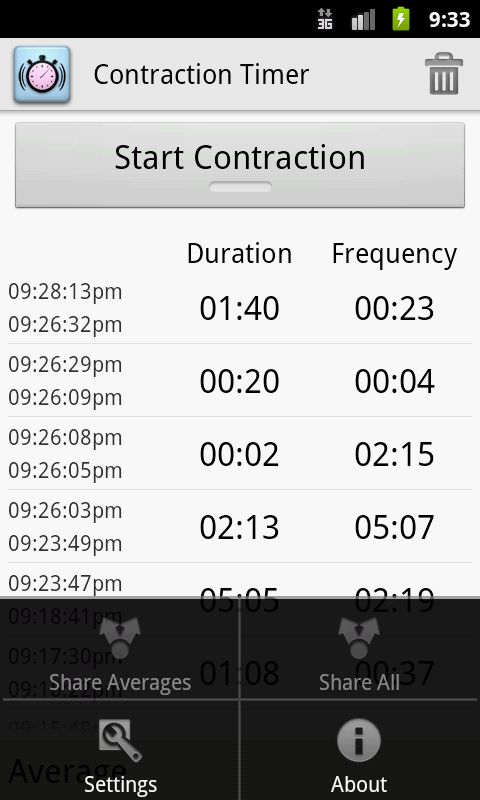 3G 9:33
Contraction Timer
Start Contraction
Duration Frequency
09:28:13pm
01:40 00:23
09:26:32pm
09:26:29pm
00:20 00:04
09:26:09pm
09:26:08pm
00:02 02:15
09:26:05pm
09:26:03pm
02:13 05:07
09:23:49pm
09:23:47pm
05:05 02:19
09:18:41pm
09:17:30pm
01:08 00:37
09:16:22pm
Share Averages Share All
Average
Settings About